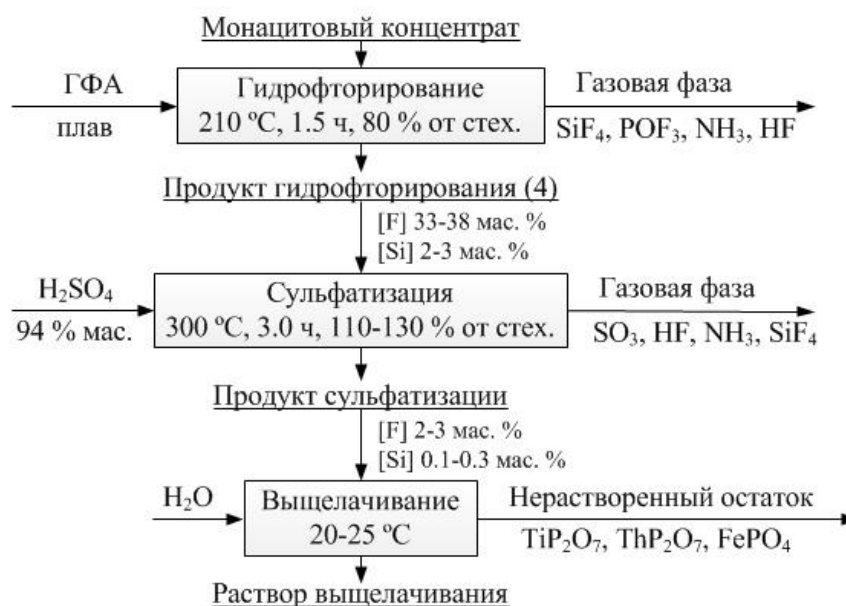 Монацитовый концентрат
ГФА
плав
Гидрофторирование
210 ºC, 1.5 ч, 80 % от стех.
Газовая фаза
SiF₄, POF₃, NH₃, HF
Продукт гидрофторирования (4)
[F] 33-38 мас. %
[Si] 2-3 мас. %
H₂SO₄
94 % мас.
Сульфатизация
300 ºC, 3.0 ч, 110-130 % от стех.
Газовая фаза
SO₃, HF, NH₃, SiF₄
Продукт сульфатизации
[F] 2-3 мас. %
[Si] 0.1-0.3 мас. %
H₂O
Выщелачивание
20-25 ºC
Нерастворенный остаток
TiP₂O₇, ThP₂O₇, FePO₄
Раствор выщелачивания